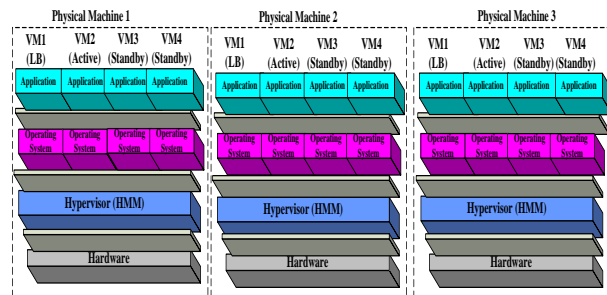 Physical Machine 1
VM1 VM2 VM3 VM4
(LB) (Active) (Standby) (Standby)
Application Application Application Application
Operating System Operating System Operating System Operating System
Hypervisor (HMM)
Hardware
Physical Machine 2
VM1 VM2 VM3 VM4
(LB) (Active) (Standby) (Standby)
Application Application Application Application
Operating System Operating System Operating System Operating System
Hypervisor (HMM)
Hardware
Physical Machine 3
VM1 VM2 VM3 VM4
(LB) (Active) (Standby) (Standby)
Application Application Application Application
Operating System Operating System Operating System Operating System
Hypervisor (HMM)
Hardware